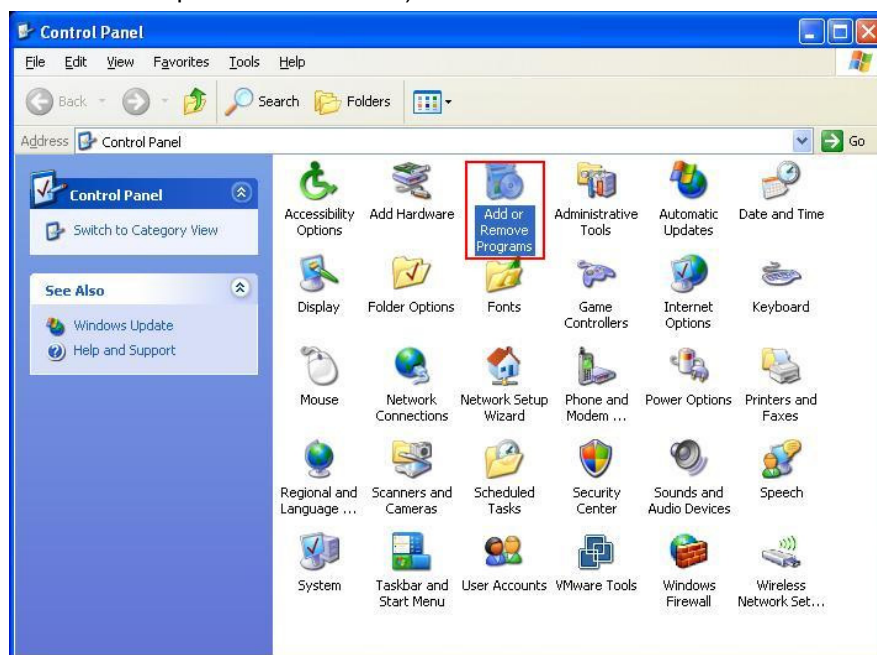 Control Panel
File Edit View Favorites Tools Help
Back Search Folders
Address Control Panel Go
Control Panel
Switch to Category View
See Also
Windows Update
Help and Support
Accessibility Options
Add Hardware
Add or Remove Programs
Administrative Tools
Automatic Updates
Date and Time
Display
Folder Options
Fonts
Game Controllers
Internet Options
Keyboard
Mouse
Network Connections
Network Setup Wizard
Phone and Modem ...
Power Options
Printers and Faxes
Regional and Language ...
Scanners and Cameras
Scheduled Tasks
Security Center
Sounds and Audio Devices
Speech
System
Taskbar and Start Menu
User Accounts
VMware Tools
Windows Firewall
Wireless Network Set...